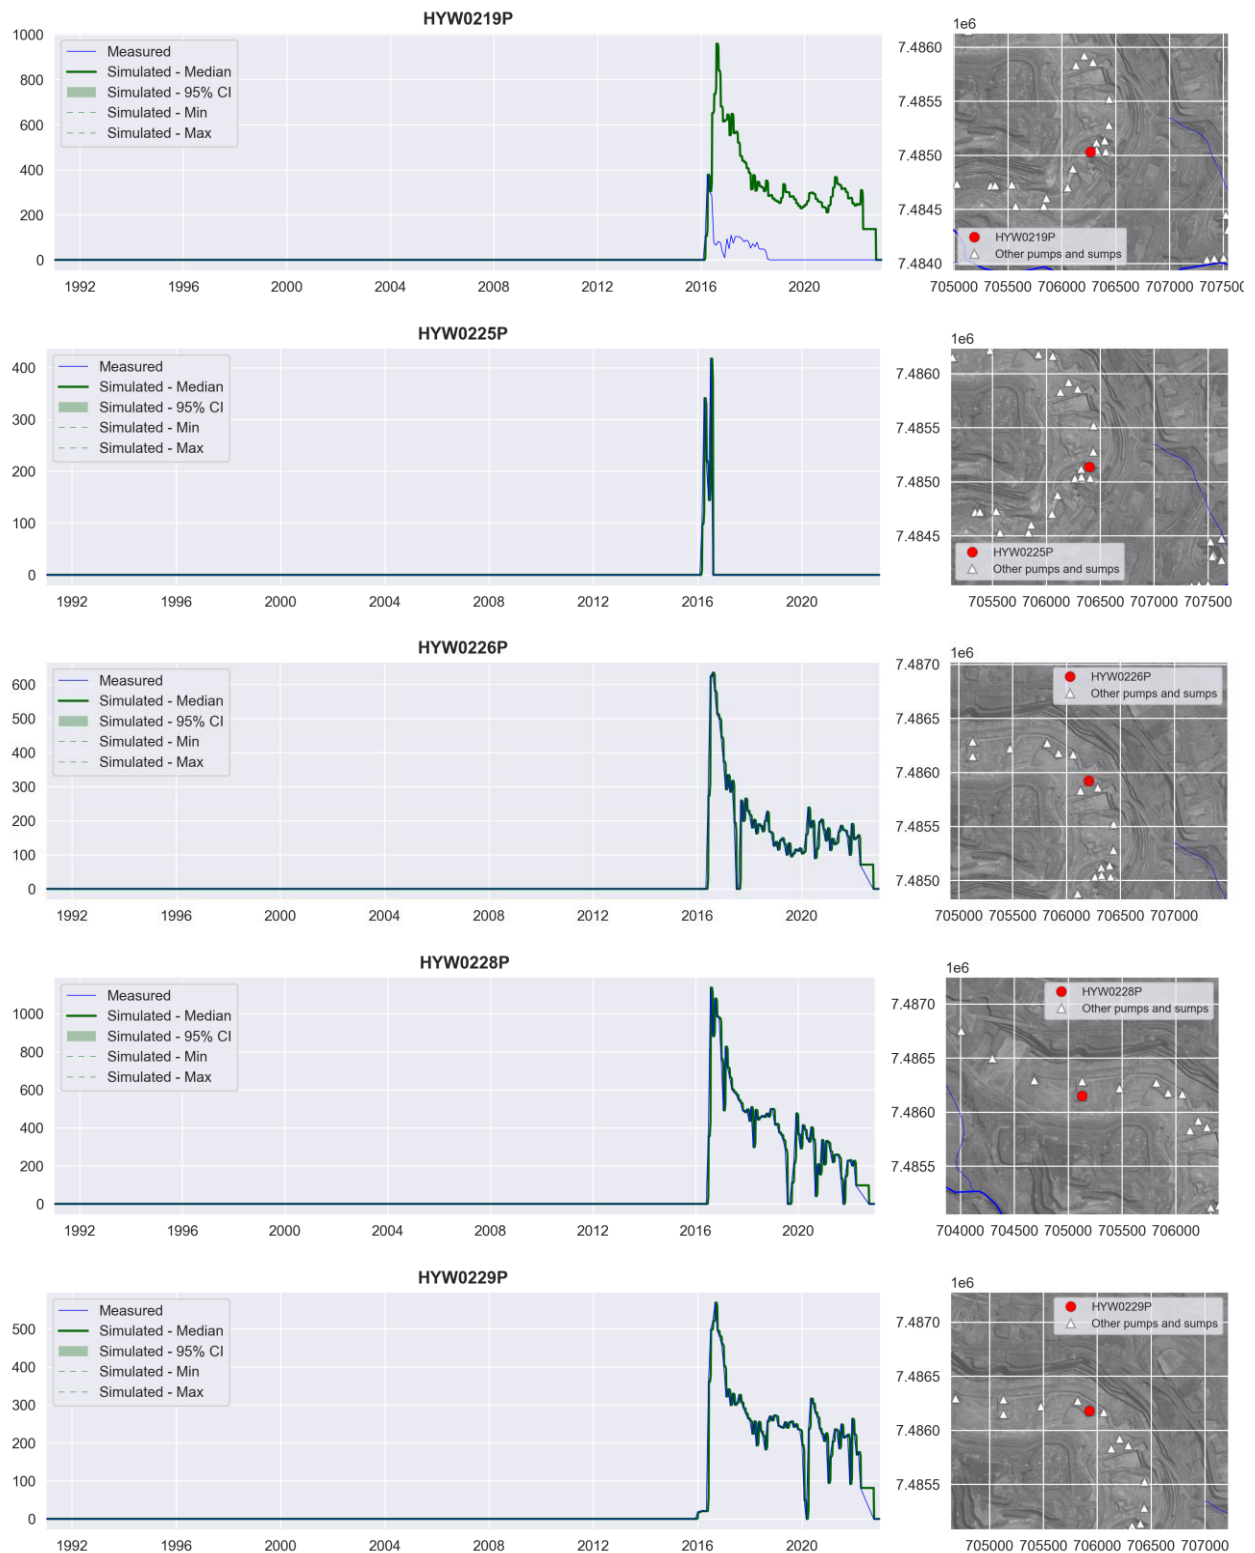 HYW0219P
1000
800
600
400
200
0
Measured
Simulated - Median
Simulated - 95% CI
Simulated - Min
Simulated - Max
1992 1996 2000 2004 2008 2012 2016 2020
1e6
7.4860
7.4855
7.4850
7.4845
7.4840
HYW0219P
Other pumps and sumps
705000 705500 706000 706500 707000 70750
HYW0225P
400
300
200
100
0
Measured
Simulated - Median
Simulated - 95% CI
Simulated - Min
Simulated - Max
1992 1996 2000 2004 2008 2012 2016 2020
1e6
7.4860
7.4855
7.4850
7.4845
HYW0225P
Other pumps and sumps
705500 706000 706500 707000 707500
HYW0226P
600
500
400
300
200
100
0
Measured
Simulated - Median
Simulated - 95% CI
Simulated - Min
Simulated - Max
1992 1996 2000 2004 2008 2012 2016 2020
1e6
7.4870
7.4865
7.4860
7.4855
7.4850
HYW0226P
Other pumps and sumps
705000 705500 706000 706500 707000
HYW0228P
1000
800
600
400
200
0
Measured
Simulated - Median
Simulated - 95% CI
Simulated - Min
Simulated - Max
1992 1996 2000 2004 2008 2012 2016 2020
1e6
7.4870
7.4865
7.4860
7.4855
HYW0228P
Other pumps and sumps
704000 704500 705000 705500 706000
HYW0229P
500
400
300
200
100
0
Measured
Simulated - Median
Simulated - 95% CI
Simulated - Min
Simulated - Max
1992 1996 2000 2004 2008 2012 2016 2020
1e6
7.4870
7.4865
7.4860
7.4855
HYW0229P
Other pumps and sumps
705000 705500 706000 706500 707000